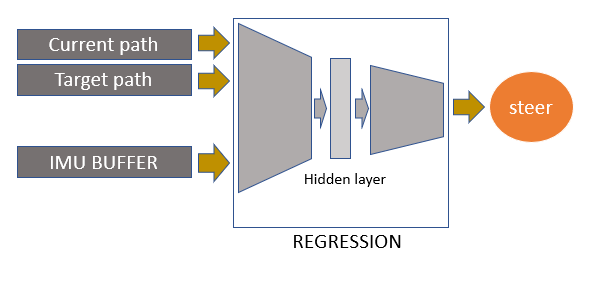 Current path
Target path
IMU BUFFER
Hidden layer
steer
REGRESSION